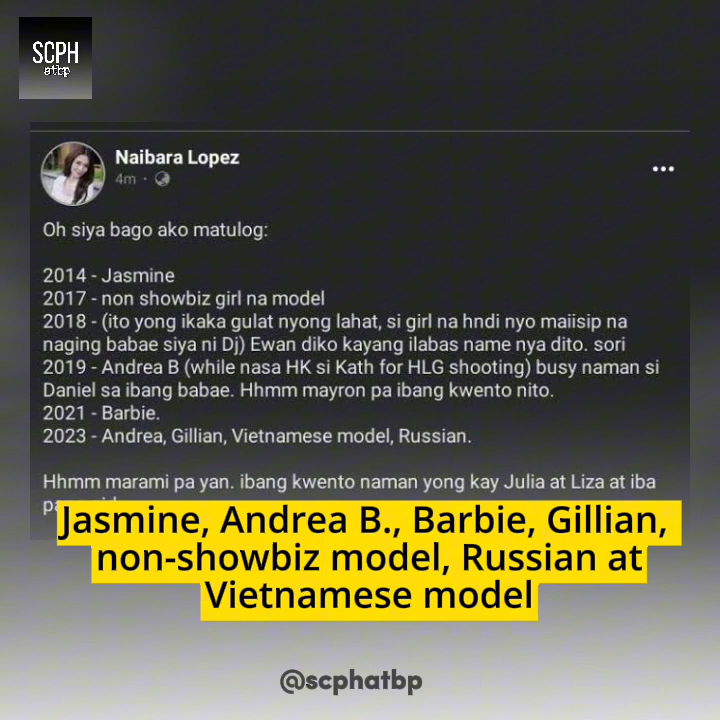 SCPH
atbp
Naibara Lopez
4m ·
Oh siya bago ako matulog:
2014 - Jasmine
2017 - non showbiz girl na model
2018 - (ito yong ikaka gulat nyong lahat, si girl na hndi nyo maiisip na
naging babae siya ni Dj) Ewan diko kayang ilabas name nya dito. sori
2019 - Andrea B (while nasa HK si Kath for HLG shooting) busy naman si
Daniel sa ibang babae. Hhmm mayron pa ibang kwento nito.
2021 - Barbie.
2023 - Andrea, Gillian, Vietnamese model, Russian.
Hhmm marami pa yan. ibang kwento naman yong kay Julia at Liza at iba
Jasmine, Andrea B., Barbie, Gillian,
non-showbiz model, Russian at
Vietnamese model
@scphatbp